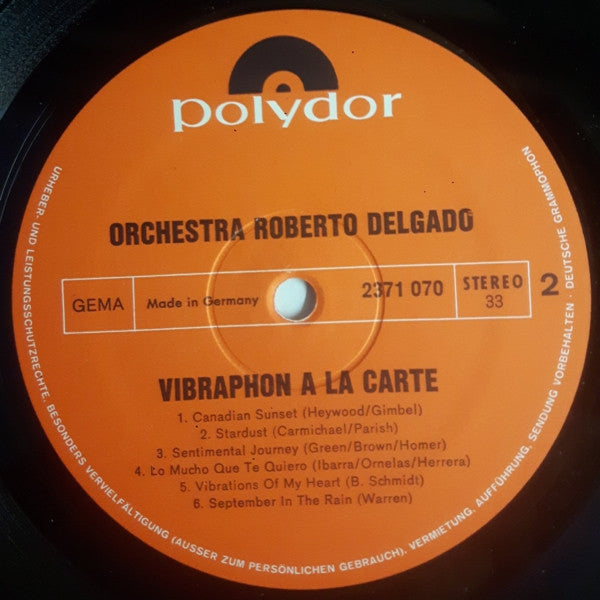 polydor
ORCHESTRA ROBERTO DELGADO
GEMA Made in Germany 2371 070 STEREO 33 2
VIBRAPHON A LA CARTE
1. Canadian Sunset (Heywood/Gimbel)
2. Stardust (Carmichael/Parish)
3. Sentimental Journey (Green/Brown/Homer)
4. Lo Mucho Que Te Quiero (Ibarra/Ornelas/Herrera)
5. Vibrations Of My Heart (B. Schmidt)
6. September In The Rain (Warren)
URHEBER- UND LEISTUNGSSCHUTZRECHTE, BESONDERS VERVIELFÄLTIGUNG (AUSSER ZUM PERSÖNLICHEN GEBRAUCH), VERMIETUNG, AUFFÜHRUNG, SENDUNG VORBEHALTEN · DEUTSCHE GRAMMOPHON